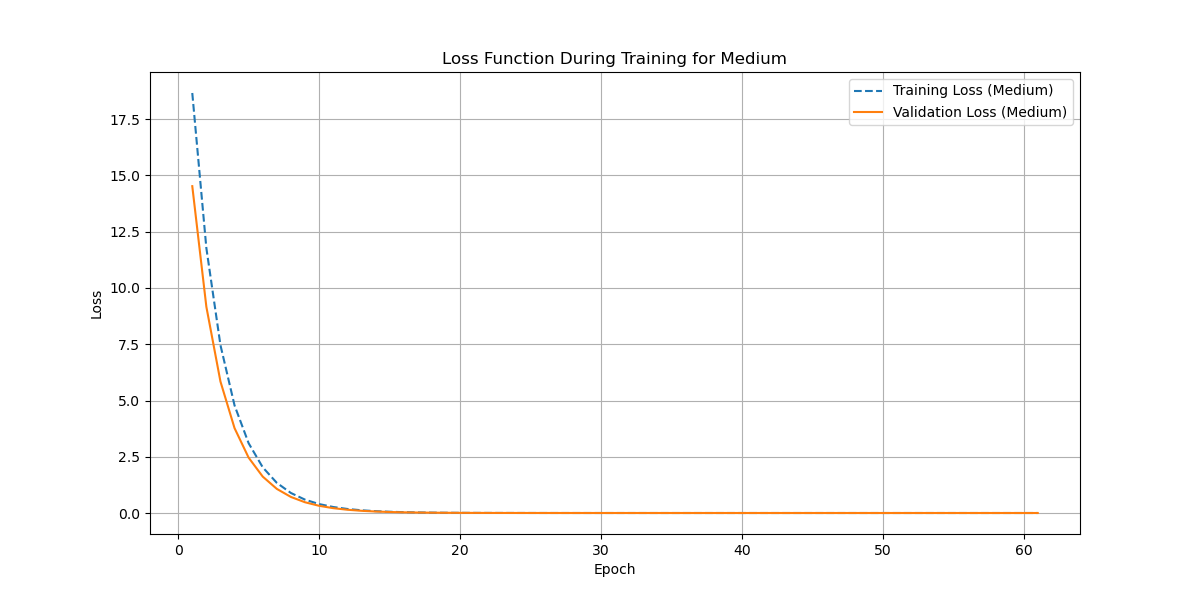 Loss Function During Training for Medium
Training Loss (Medium)
Validation Loss (Medium)
17.5
15.0
12.5
10.0
7.5
5.0
2.5
0.0
Loss
0 10 20 30 40 50 60
Epoch